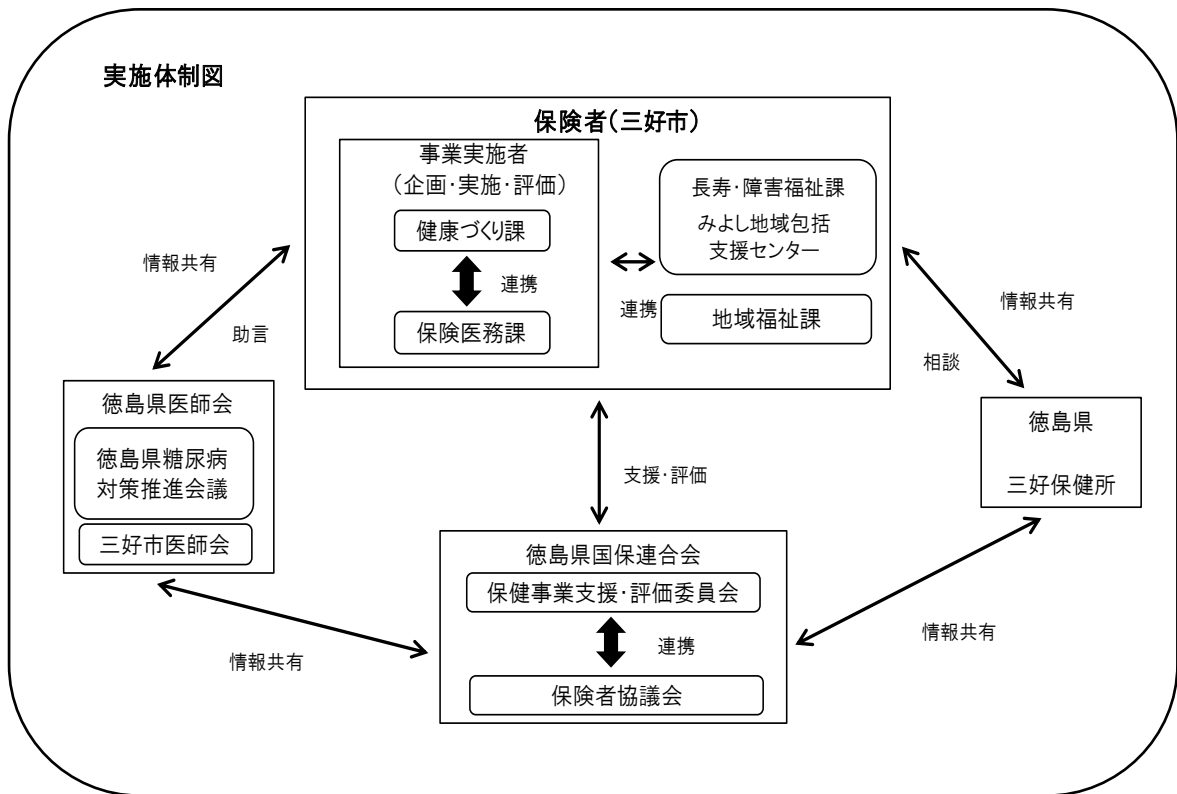 実施体制図
保険者(三好市)
事業実施者
(企画・実施・評価)
健康づくり課
連携
保険医務課
連携
長寿・障害福祉課
みよし地域包括
支援センター
地域福祉課
情報共有
助言
情報共有
相談
徳島県医師会
徳島県糖尿病
対策推進会議
三好市医師会
支援・評価
徳島県
三好保健所
徳島県国保連合会
保健事業支援・評価委員会
連携
保険者協議会
情報共有
情報共有